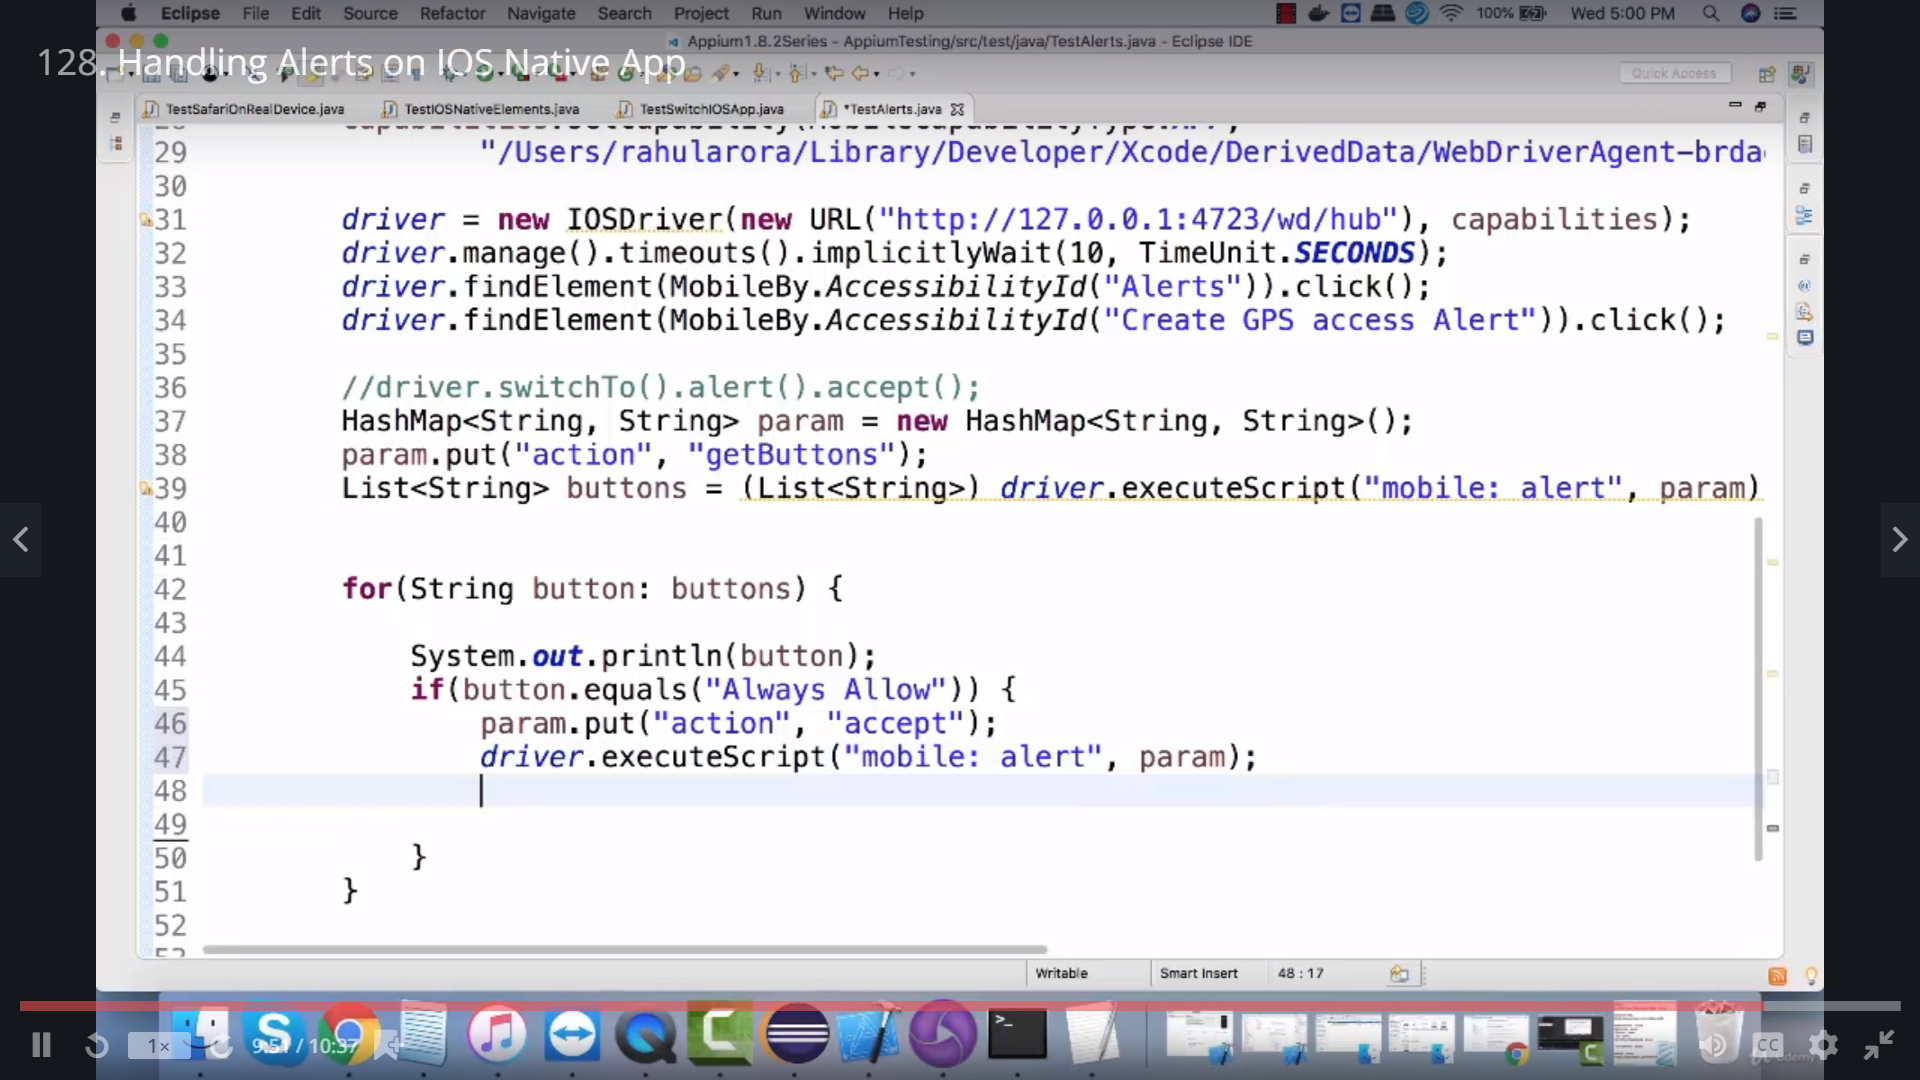 Eclipse File Edit Source Refactor Navigate Search Project Run Window Help 100% Wed 5:00 PM
Appium1.8.2Series - AppiumTesting/src/test/java/TestAlerts.java - Eclipse IDE
128. Handling Alerts on IOS Native App
Quick Access
TestSafariOnRealDevice.java TestIOSNativeElements.java TestSwitchIOSApp.java *TestAlerts.java
29 "/Users/rahularora/Library/Developer/Xcode/DerivedData/WebDriverAgent-brda
30
31 driver = new IOSDriver(new URL("http://127.0.0.1:4723/wd/hub"), capabilities);
32 driver.manage().timeouts().implicitlyWait(10, TimeUnit.SECONDS);
33 driver.findElement(MobileBy.AccessibilityId("Alerts")).click();
34 driver.findElement(MobileBy.AccessibilityId("Create GPS access Alert")).click();
35
36 //driver.switchTo().alert().accept();
37 HashMap<String, String> param = new HashMap<String, String>();
38 param.put("action", "getButtons");
39 List<String> buttons = (List<String>) driver.executeScript("mobile: alert", param)
40
41
42 for(String button: buttons) {
43
44 System.out.println(button);
45 if(button.equals("Always Allow")) {
46 param.put("action", "accept");
47 driver.executeScript("mobile: alert", param);
48
49
50 }
51 }
52
Writable Smart Insert 48 : 17
1x 9:51 / 10:37 CC